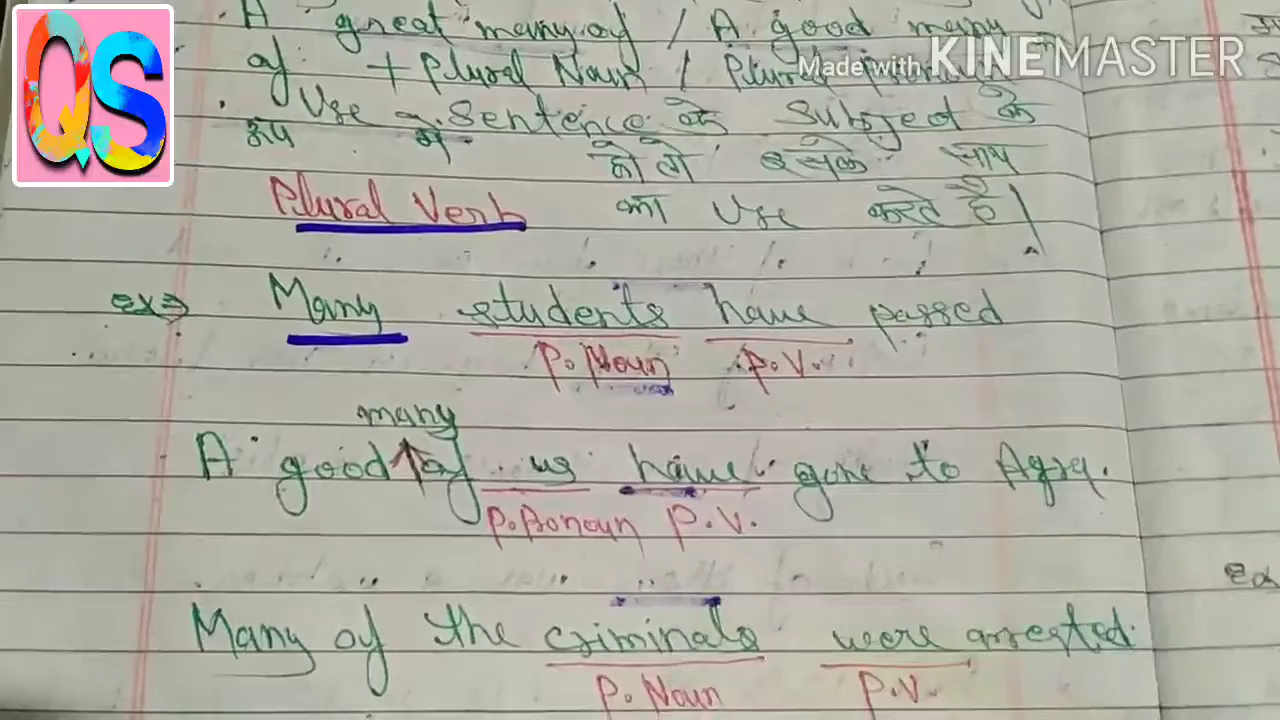 QS
Made with KINEMASTER
• A great many of / A good many
of + Plural Noun / Plural
• Use में Sentence के Subject के
रूप में हो तो इसके साथ
Plural Verb का Use करते है।
ex⇒ Many students have passed
P. Noun P.V.
many
A good ↑ of us have gone to Agra.
P. Pronoun P.V.
Many of the criminals were arrested.
P. Noun P.V.
Ex